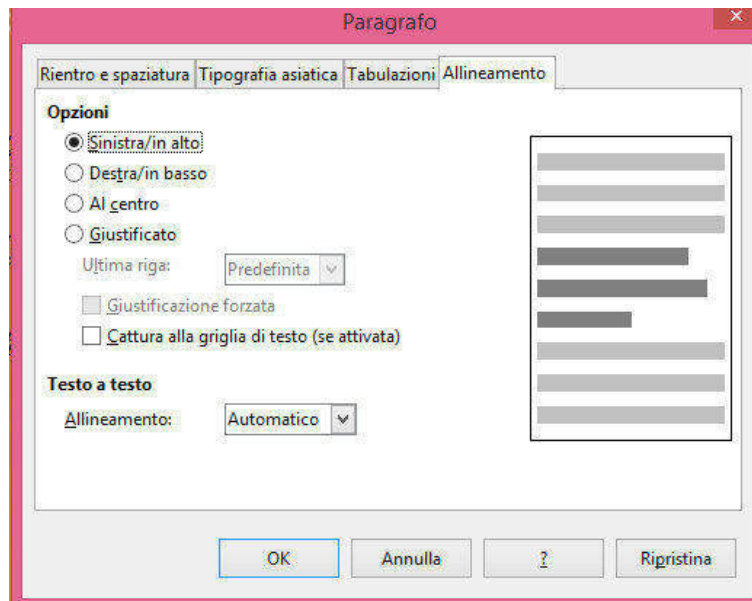 Paragrafo
Rientro e spaziatura Tipografia asiatica Tabulazioni Allineamento
Opzioni
Sinistra/in alto
Destra/in basso
Al centro
Giustificato
Ultima riga: Predefinita
Giustificazione forzata
Cattura alla griglia di testo (se attivata)
Testo a testo
Allineamento: Automatico
OK Annulla ? Ripristina